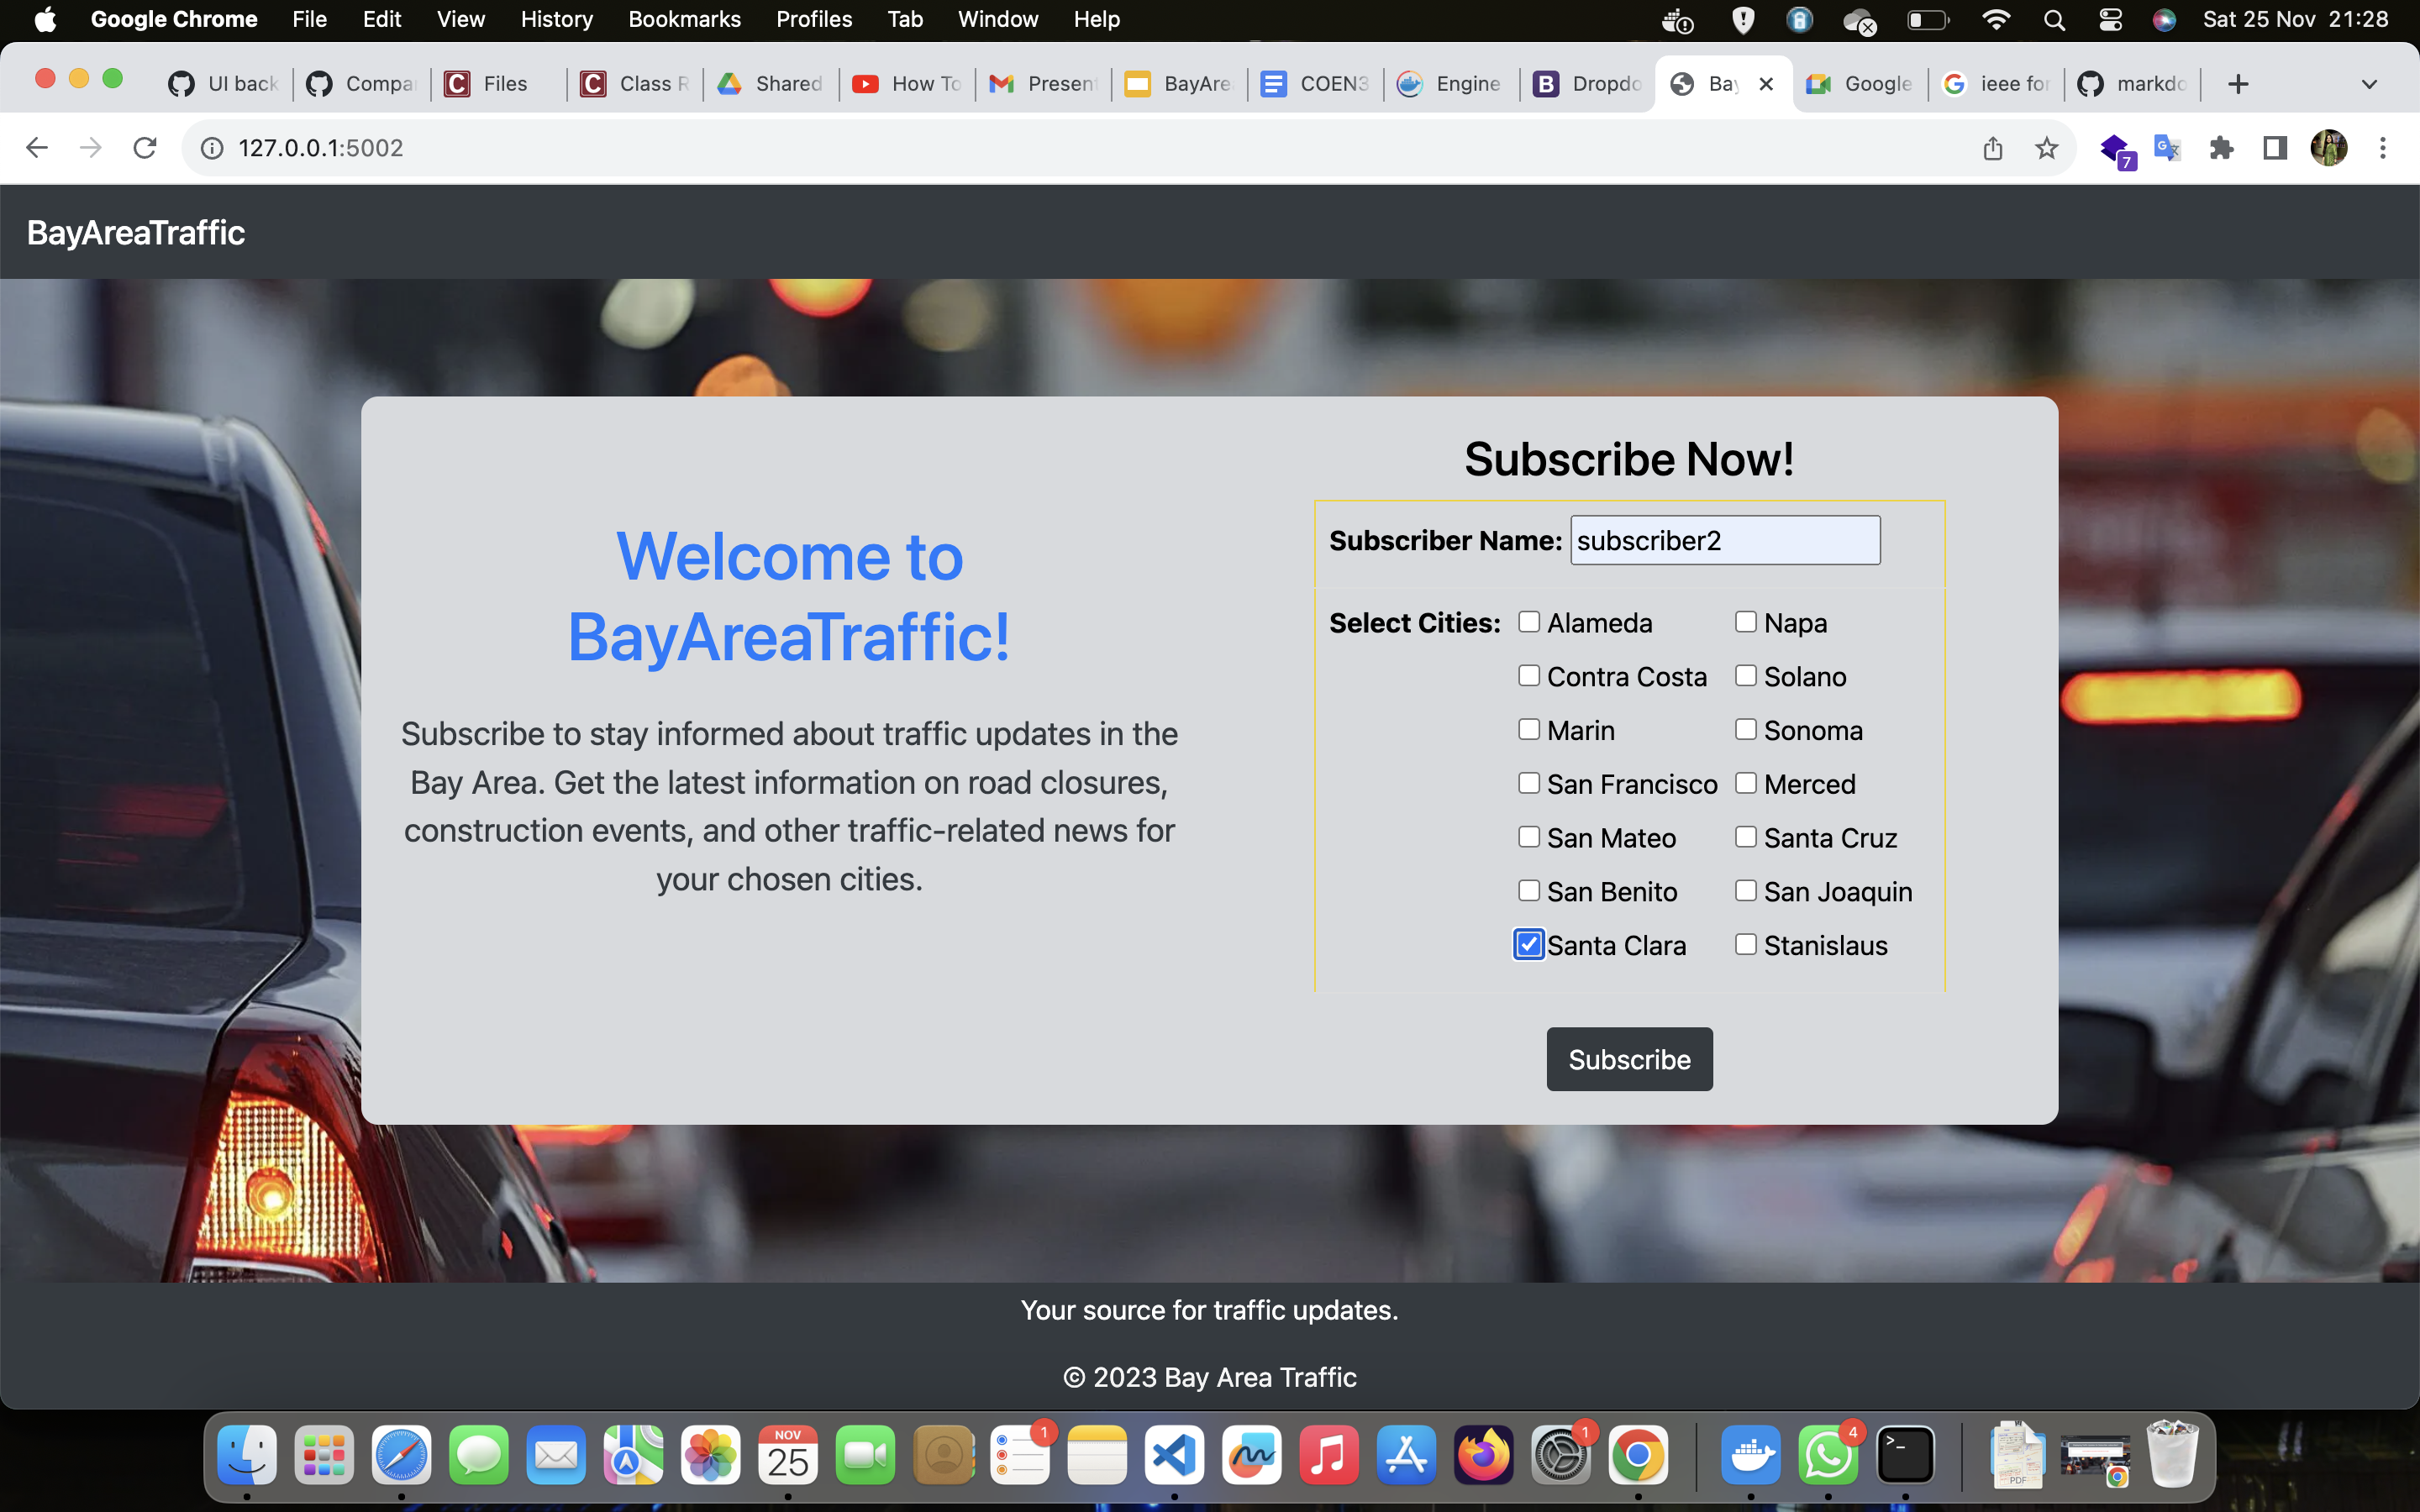 Google Chrome File Edit View History Bookmarks Profiles Tab Window Help Sat 25 Nov 21:28
UI back Compa Files Class R Shared How To Present BayAre COEN3 Engine Dropdo Bay Google ieee for markdo
127.0.0.1:5002
7
BayAreaTraffic
Subscribe Now!
Subscriber Name: subscriber2
Welcome to
BayAreaTraffic!
Subscribe to stay informed about traffic updates in the
Bay Area. Get the latest information on road closures,
construction events, and other traffic-related news for
your chosen cities.
Select Cities: Alameda Napa
Contra Costa Solano
Marin Sonoma
San Francisco Merced
San Mateo Santa Cruz
San Benito San Joaquin
Santa Clara Stanislaus
Subscribe
Your source for traffic updates.
© 2023 Bay Area Traffic
NOV
25
1
1
4
PDF